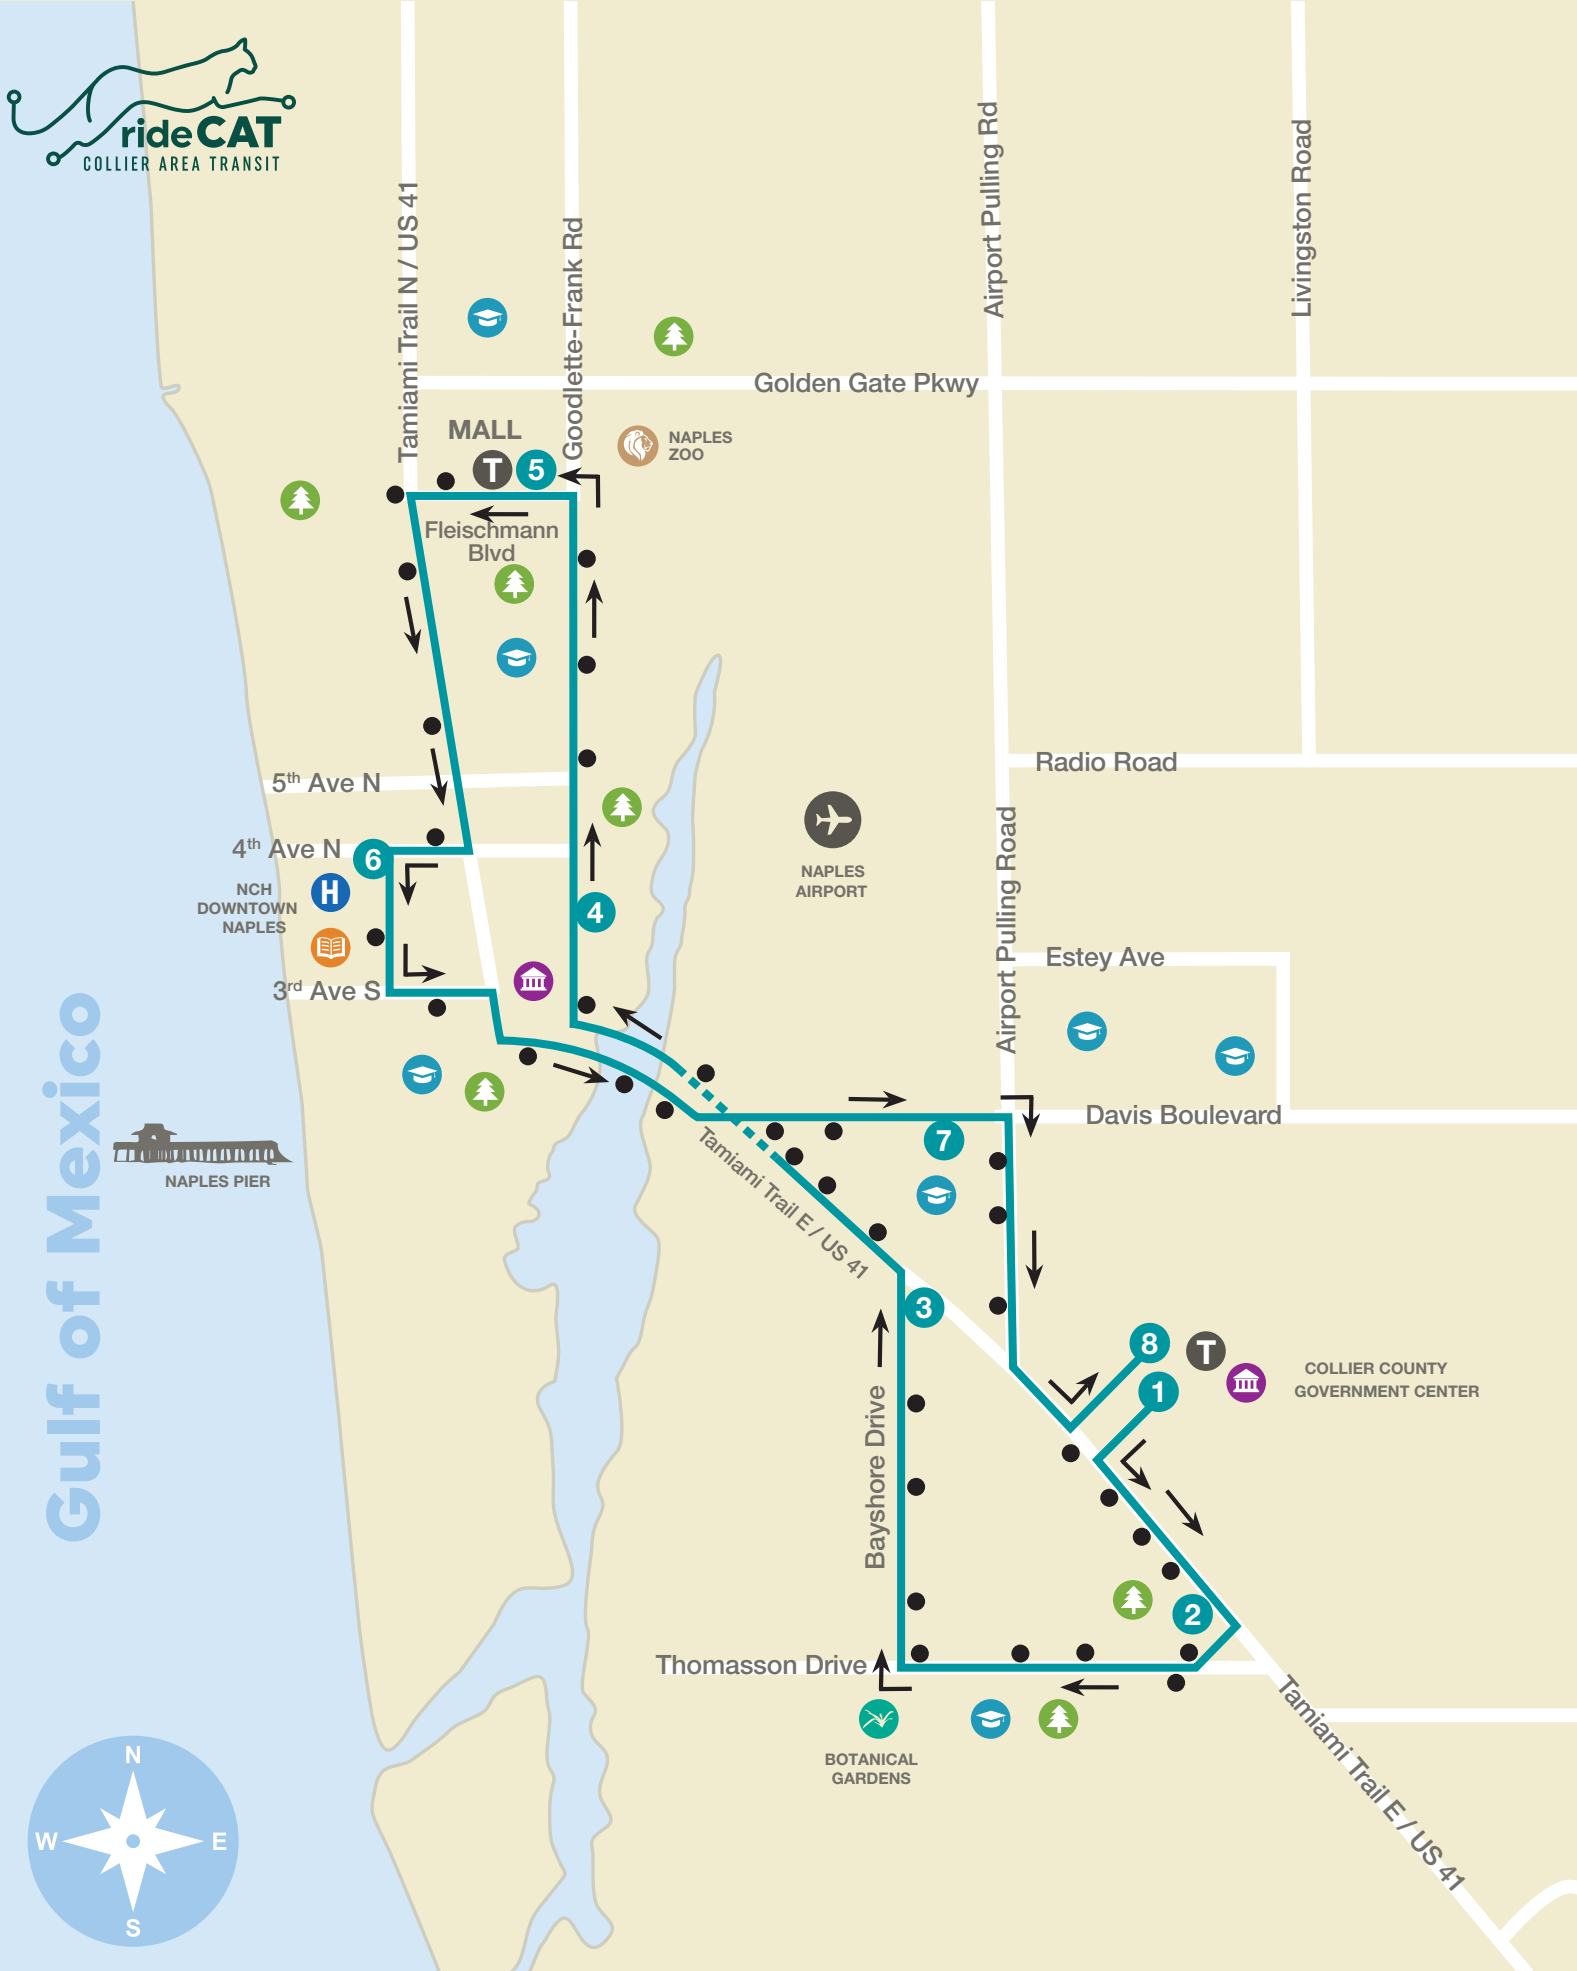 rideCAT
COLLIER AREA TRANSIT
Tamiami Trail N / US 41
Goodlette-Frank Rd
Airport Pulling Rd
Livingston Road
Golden Gate Pkwy
MALL
T
5
NAPLES
ZOO
Fleischmann
Blvd
5th Ave N
Radio Road
4th Ave N
6
NAPLES
AIRPORT
Airport Pulling Road
NCH
DOWNTOWN
NAPLES
H
4
Estey Ave
3rd Ave S
Gulf of Mexico
NAPLES PIER
Davis Boulevard
7
Tamiami Trail E / US 41
3
8
T
1
COLLIER COUNTY
GOVERNMENT CENTER
Bayshore Drive
2
Thomasson Drive
BOTANICAL
GARDENS
Tamiami Trail E / US 41
N
W
E
S